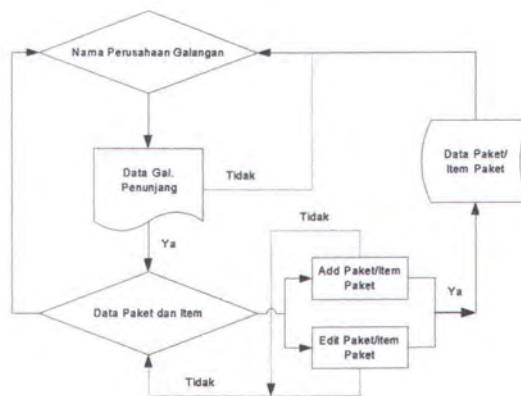 Nama Perusahaan Galangan
Data Gal.
Penunjang
Tidak
Data Paket/
Item Paket
Ya
Tidak
Add Paket/Item
Paket
Ya
Data Paket dan Item
Edit Paket/Item
Paket
Tidak